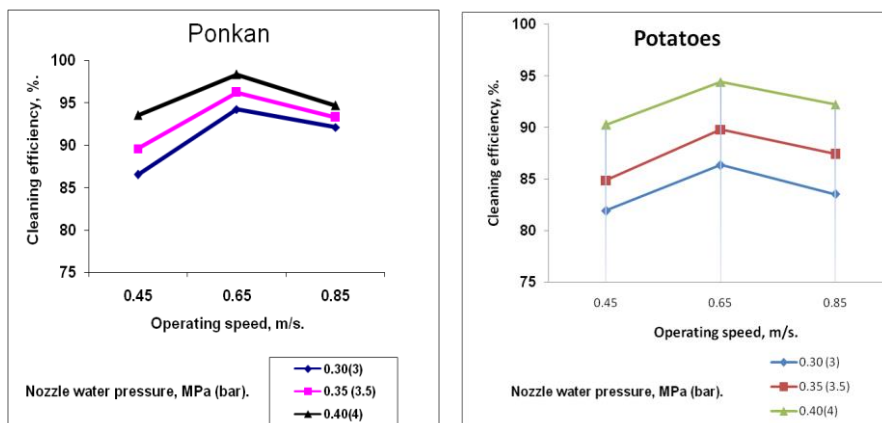 Ponkan
Cleaning efficiency, %.
100
95
90
85
80
75
0.45 0.65 0.85
Operating speed, m/s.
Nozzle water pressure, MPa (bar).
0.30(3)
0.35 (3.5)
0.40(4)
Potatoes
Cleaning efficiency, %.
100
95
90
85
80
75
0.45 0.65 0.85
Operating speed, m/s.
Nozzle water pressure, MPa (bar).
0.30 (3)
0.35 (3.5)
0.40(4)